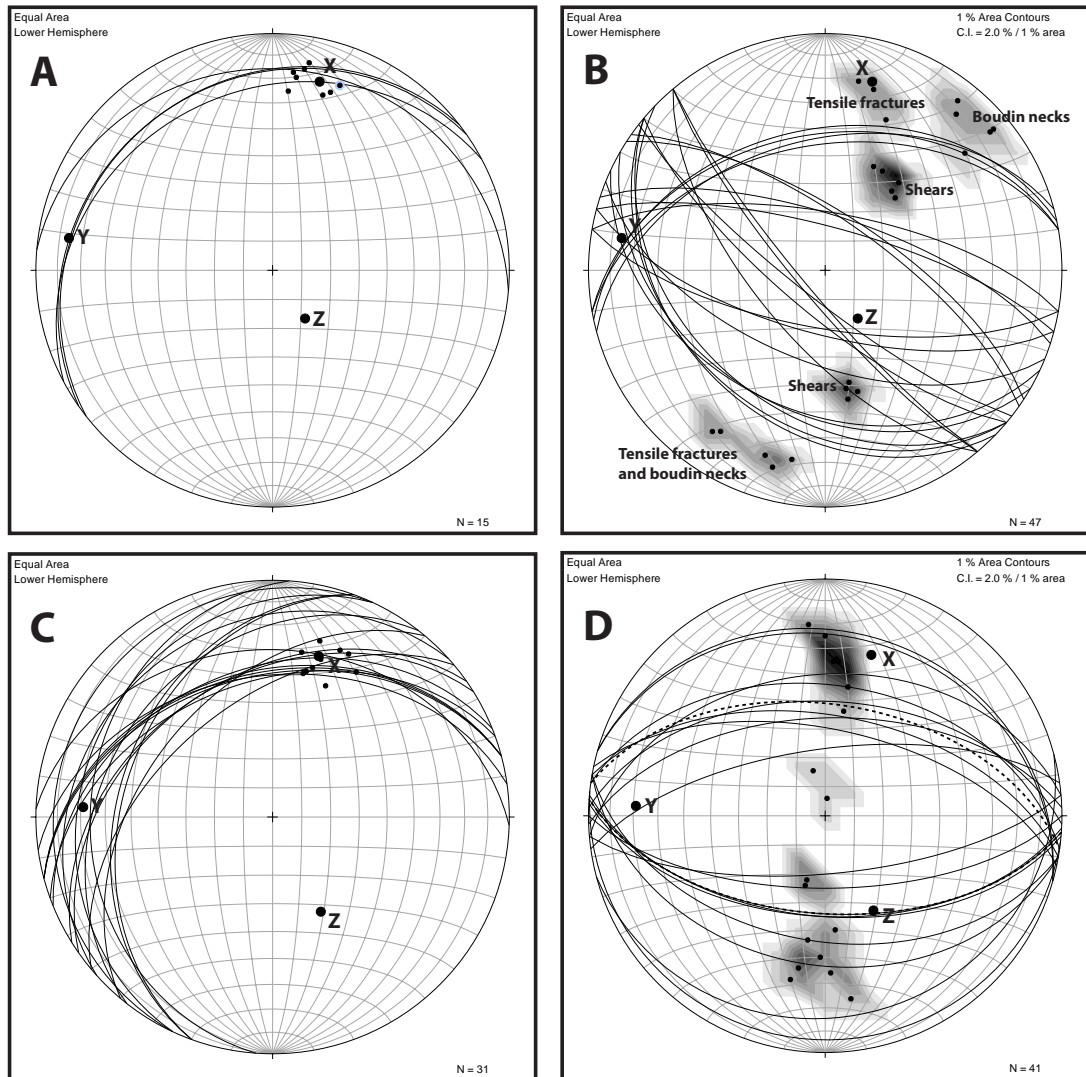 Equal Area
Lower Hemisphere
A
X
Y
Z
N = 15
Equal Area
Lower Hemisphere
1 % Area Contours
C.I. = 2.0 % / 1 % area
B
X
Tensile fractures
Boudin necks
Shears
Y
Z
Shears
Tensile fractures
and boudin necks
N = 47
Equal Area
Lower Hemisphere
C
X
Y
Z
N = 31
Equal Area
Lower Hemisphere
1 % Area Contours
C.I. = 2.0 % / 1 % area
D
X
Y
Z
N = 41